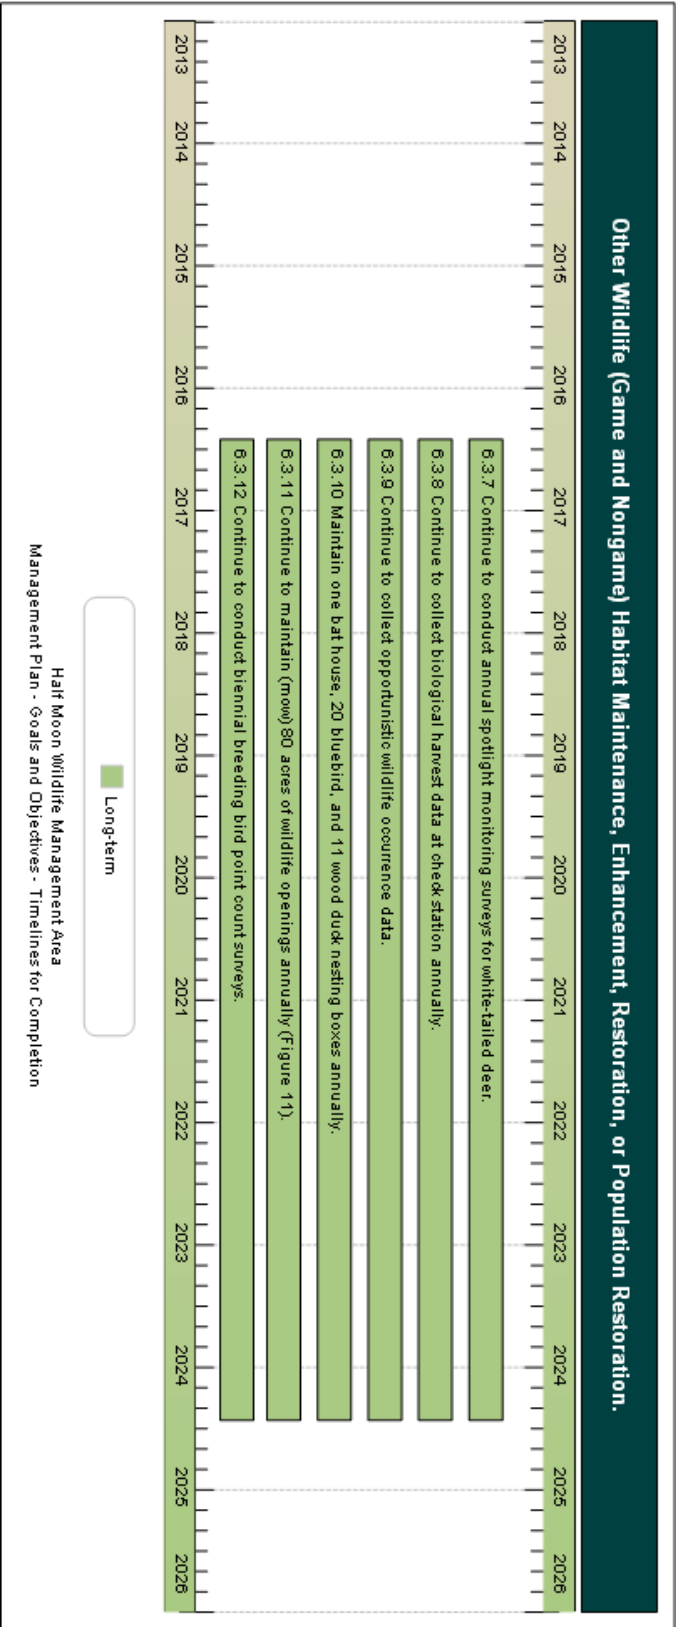 Other Wildlife (Game and Nongame) Habitat Maintenance, Enhancement, Restoration, or Population Restoration.
2013 2014 2015 2016 2017 2018 2019 2020 2021 2022 2023 2024 2025 2026
6.3.7 Continue to conduct annual spotlight monitoring surveys for white-tailed deer.
6.3.8 Continue to collect biological harvest data at check station annually.
6.3.9 Continue to collect opportunistic wildlife occurrence data.
6.3.10 Maintain one bat house, 20 bluebird, and 11 wood duck nesting boxes annually.
6.3.11 Continue to maintain (mow) 80 acres of wildlife openings annually (Figure 11).
6.3.12 Continue to conduct biennial breeding bird point count surveys.
2013 2014 2015 2016 2017 2018 2019 2020 2021 2022 2023 2024 2025 2026
Long-term
Half Moon Wildlife Management Area
Management Plan - Goals and Objectives - Timelines for Completion